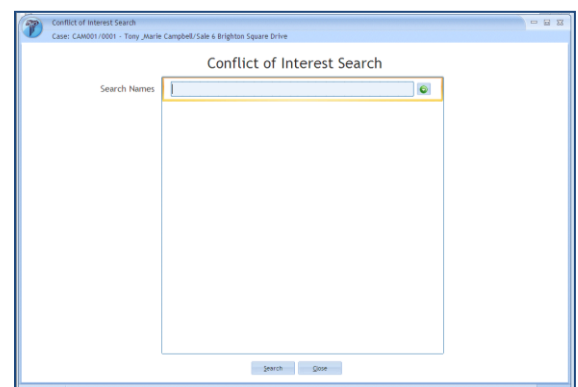 Conflict of Interest Search
Case: CAM001/0001 - Tony ,Marie Campbell/Sale 6 Brighton Square Drive
Conflict of Interest Search
Search Names
Search Close